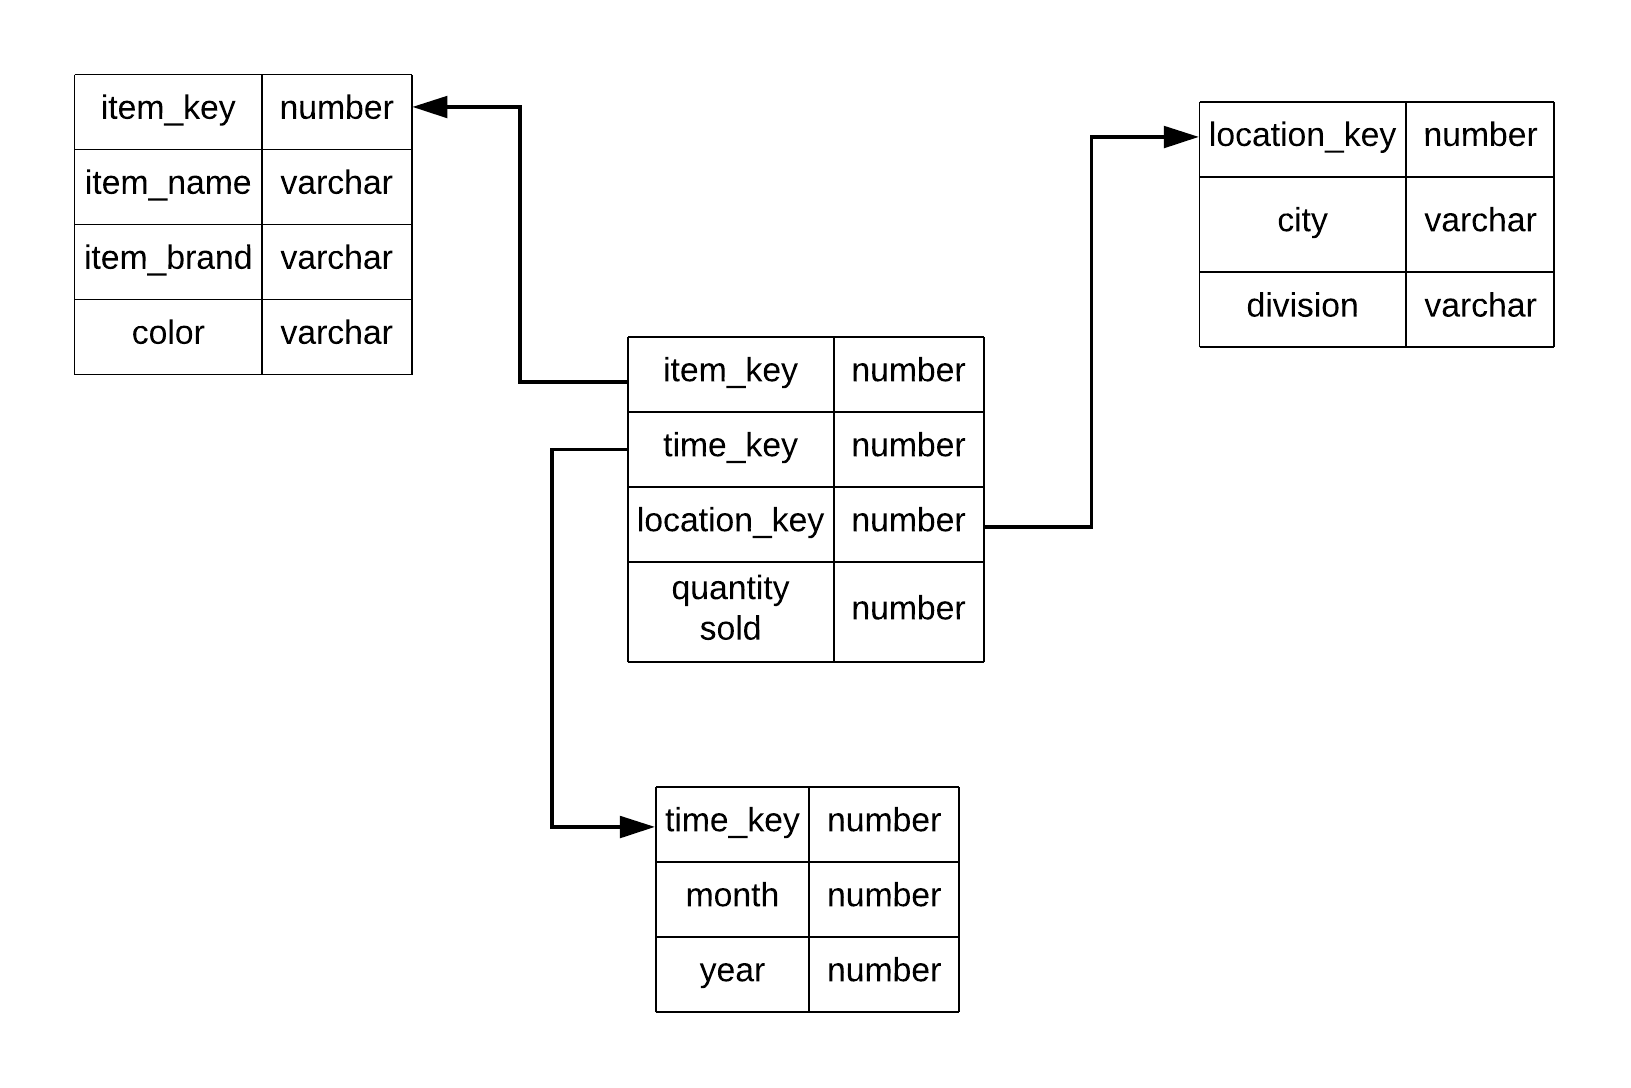 item_key number
item_name varchar
item_brand varchar
color varchar
location_key number
city varchar
division varchar
item_key number
time_key number
location_key number
quantity
sold
number
time_key number
month number
year number